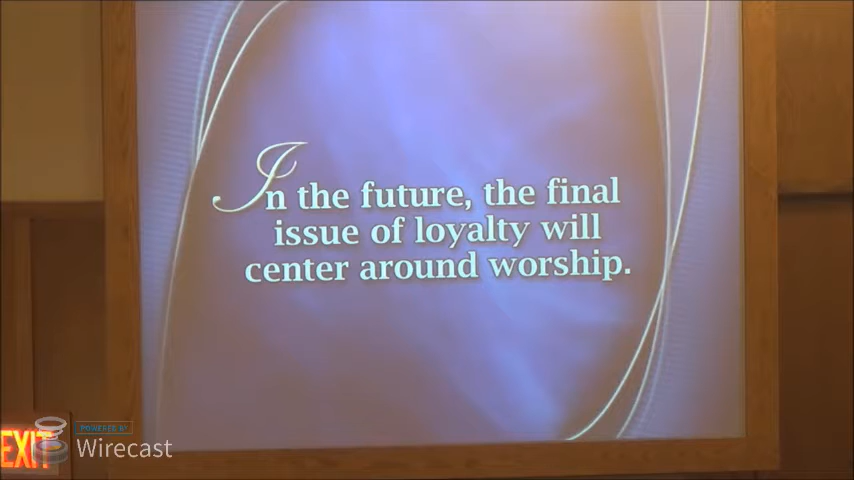 In the future, the final
issue of loyalty will
center around worship.
EXIT
POWERED BY
Wirecast